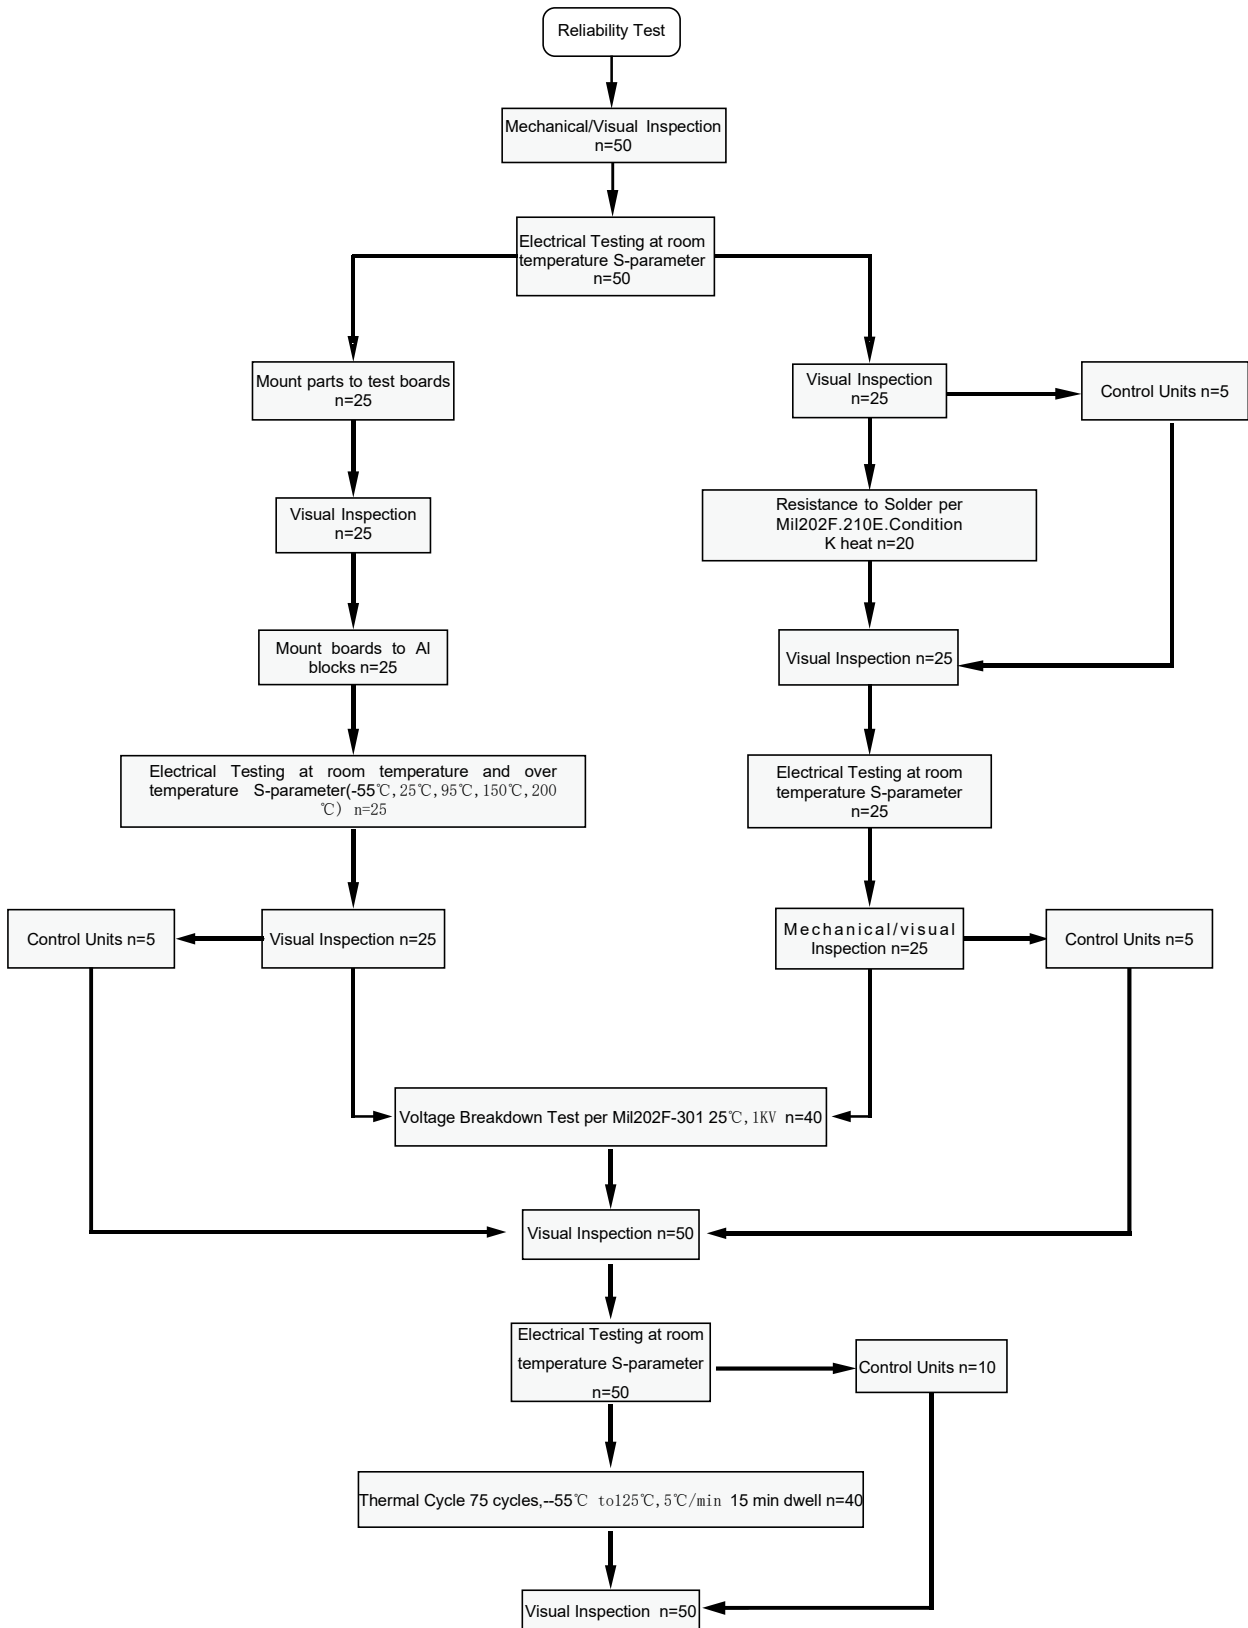 Reliability Test
Mechanical/Visual Inspection
n=50
Electrical Testing at room
temperature S-parameter
n=50
Mount parts to test boards
n=25
Visual Inspection
n=25
Control Units n=5
Visual Inspection
n=25
Resistance to Solder per
Mil202F.210E.Condition
K heat n=20
Mount boards to Al
blocks n=25
Visual Inspection n=25
Electrical Testing at room temperature and over
temperature S-parameter(-55℃,25℃,95℃,150℃,200
℃) n=25
Electrical Testing at room
temperature S-parameter
n=25
Control Units n=5
Visual Inspection n=25
Mechanical/visual
Inspection n=25
Control Units n=5
Voltage Breakdown Test per Mil202F-301 25℃,1KV n=40
Visual Inspection n=50
Electrical Testing at room
temperature S-parameter
n=50
Control Units n=10
Thermal Cycle 75 cycles,--55℃ to125℃,5℃/min 15 min dwell n=40
Visual Inspection n=50